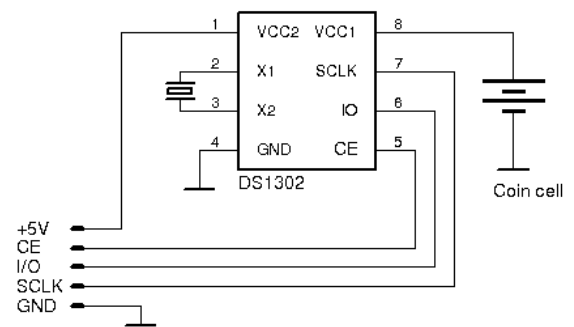 1 VCC2 VCC1 8
2 X1 SCLK 7
3 X2 IO 6
4 GND CE 5
DS1302
Coin cell
+5V
CE
I/O
SCLK
GND